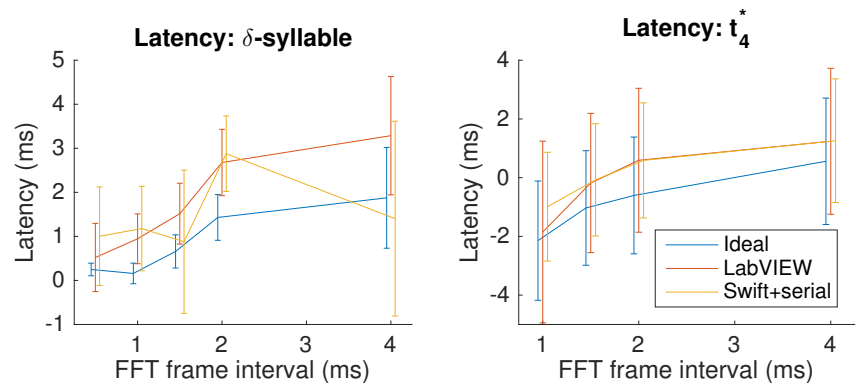 Latency: δ-syllable
Latency (ms)
5
4
3
2
1
0
-1
1
2
3
4
FFT frame interval (ms)
Latency: t₄*
Latency (ms)
4
2
0
-2
-4
1
2
3
4
FFT frame interval (ms)
Ideal
LabVIEW
Swift+serial